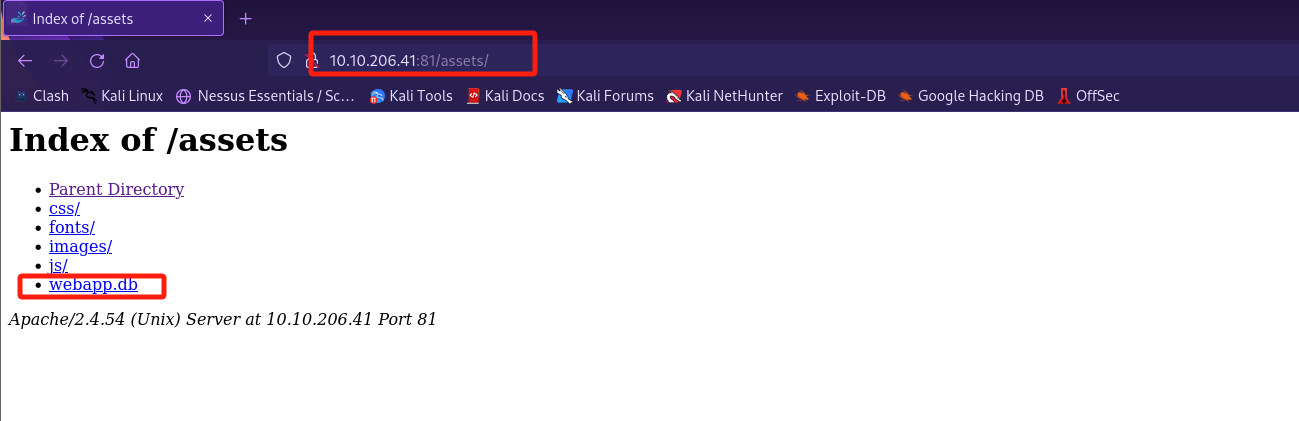 Index of /assets
10.10.206.41:81/assets/
Clash Kali Linux Nessus Essentials / Sc… Kali Tools Kali Docs Kali Forums Kali NetHunter Exploit-DB Google Hacking DB OffSec
Index of /assets
Parent Directory
css/
fonts/
images/
js/
webapp.db
Apache/2.4.54 (Unix) Server at 10.10.206.41 Port 81